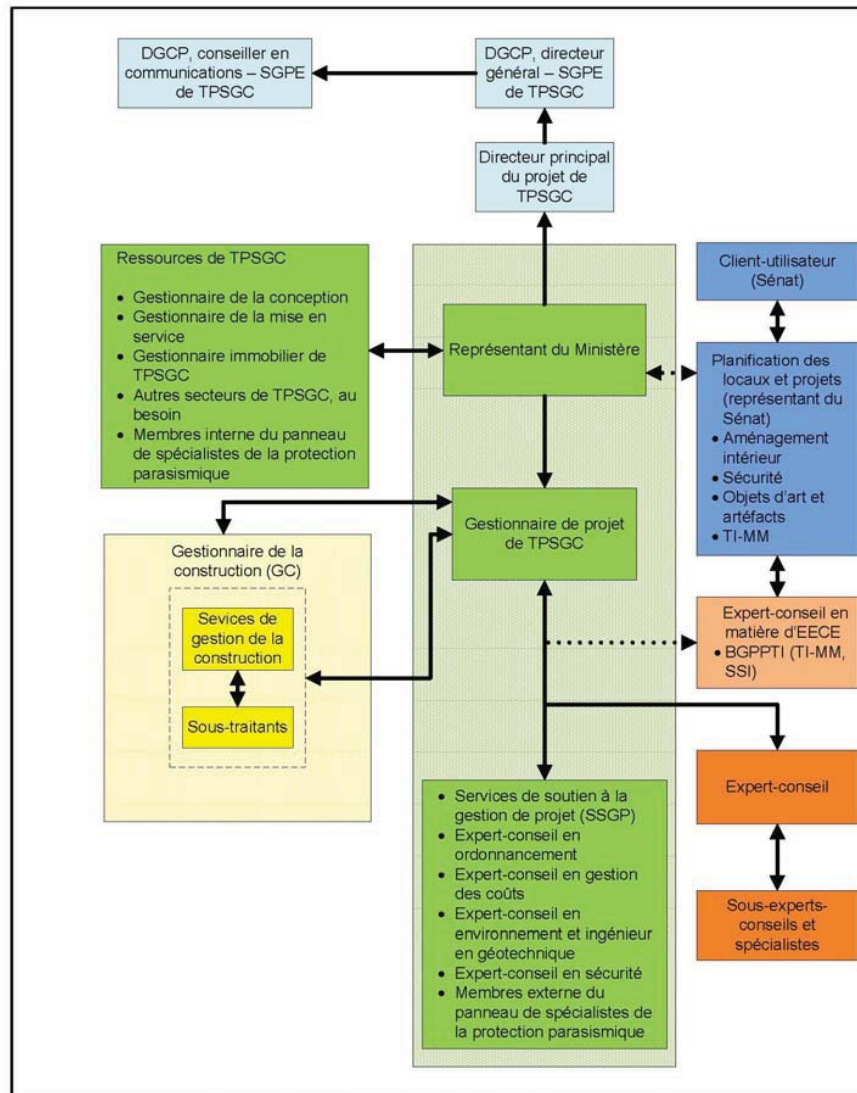 DGCP, conseiller en
communications – SGPE
de TPSGC
DGCP, directeur
général – SGPE
de TPSGC
Directeur principal
du projet de
TPSGC
Ressources de TPSGC
• Gestionnaire de la conception
• Gestionnaire de la mise en
service
• Gestionnaire immobilier de
TPSGC
• Autres secteurs de TPSGC, au
besoin
• Membres interne du panneau
de spécialistes de la protection
parasismique
Représentant du Ministère
Client-utilisateur
(Sénat)
Planification des
locaux et projets
(représentant du
Sénat)
• Aménagement
intérieur
• Sécurité
• Objets d'art et
artéfacts
• TI-MM
Gestionnaire de projet
de TPSGC
Gestionnaire de la
construction (GC)
Sevices de
gestion de la
construction
Sous-traitants
Expert-conseil en
matière d'EECE
• BGPPTI (TI-MM,
SSI)
Expert-conseil
Sous-experts-
conseils et
spécialistes
• Services de soutien à la
gestion de projet (SSGP)
• Expert-conseil en
ordonnancement
• Expert-conseil en gestion
des coûts
• Expert-conseil en
environnement et ingénieur
en géotechnique
• Expert-conseil en sécurité
• Membres externe du
panneau de spécialistes de
la protection parasismique